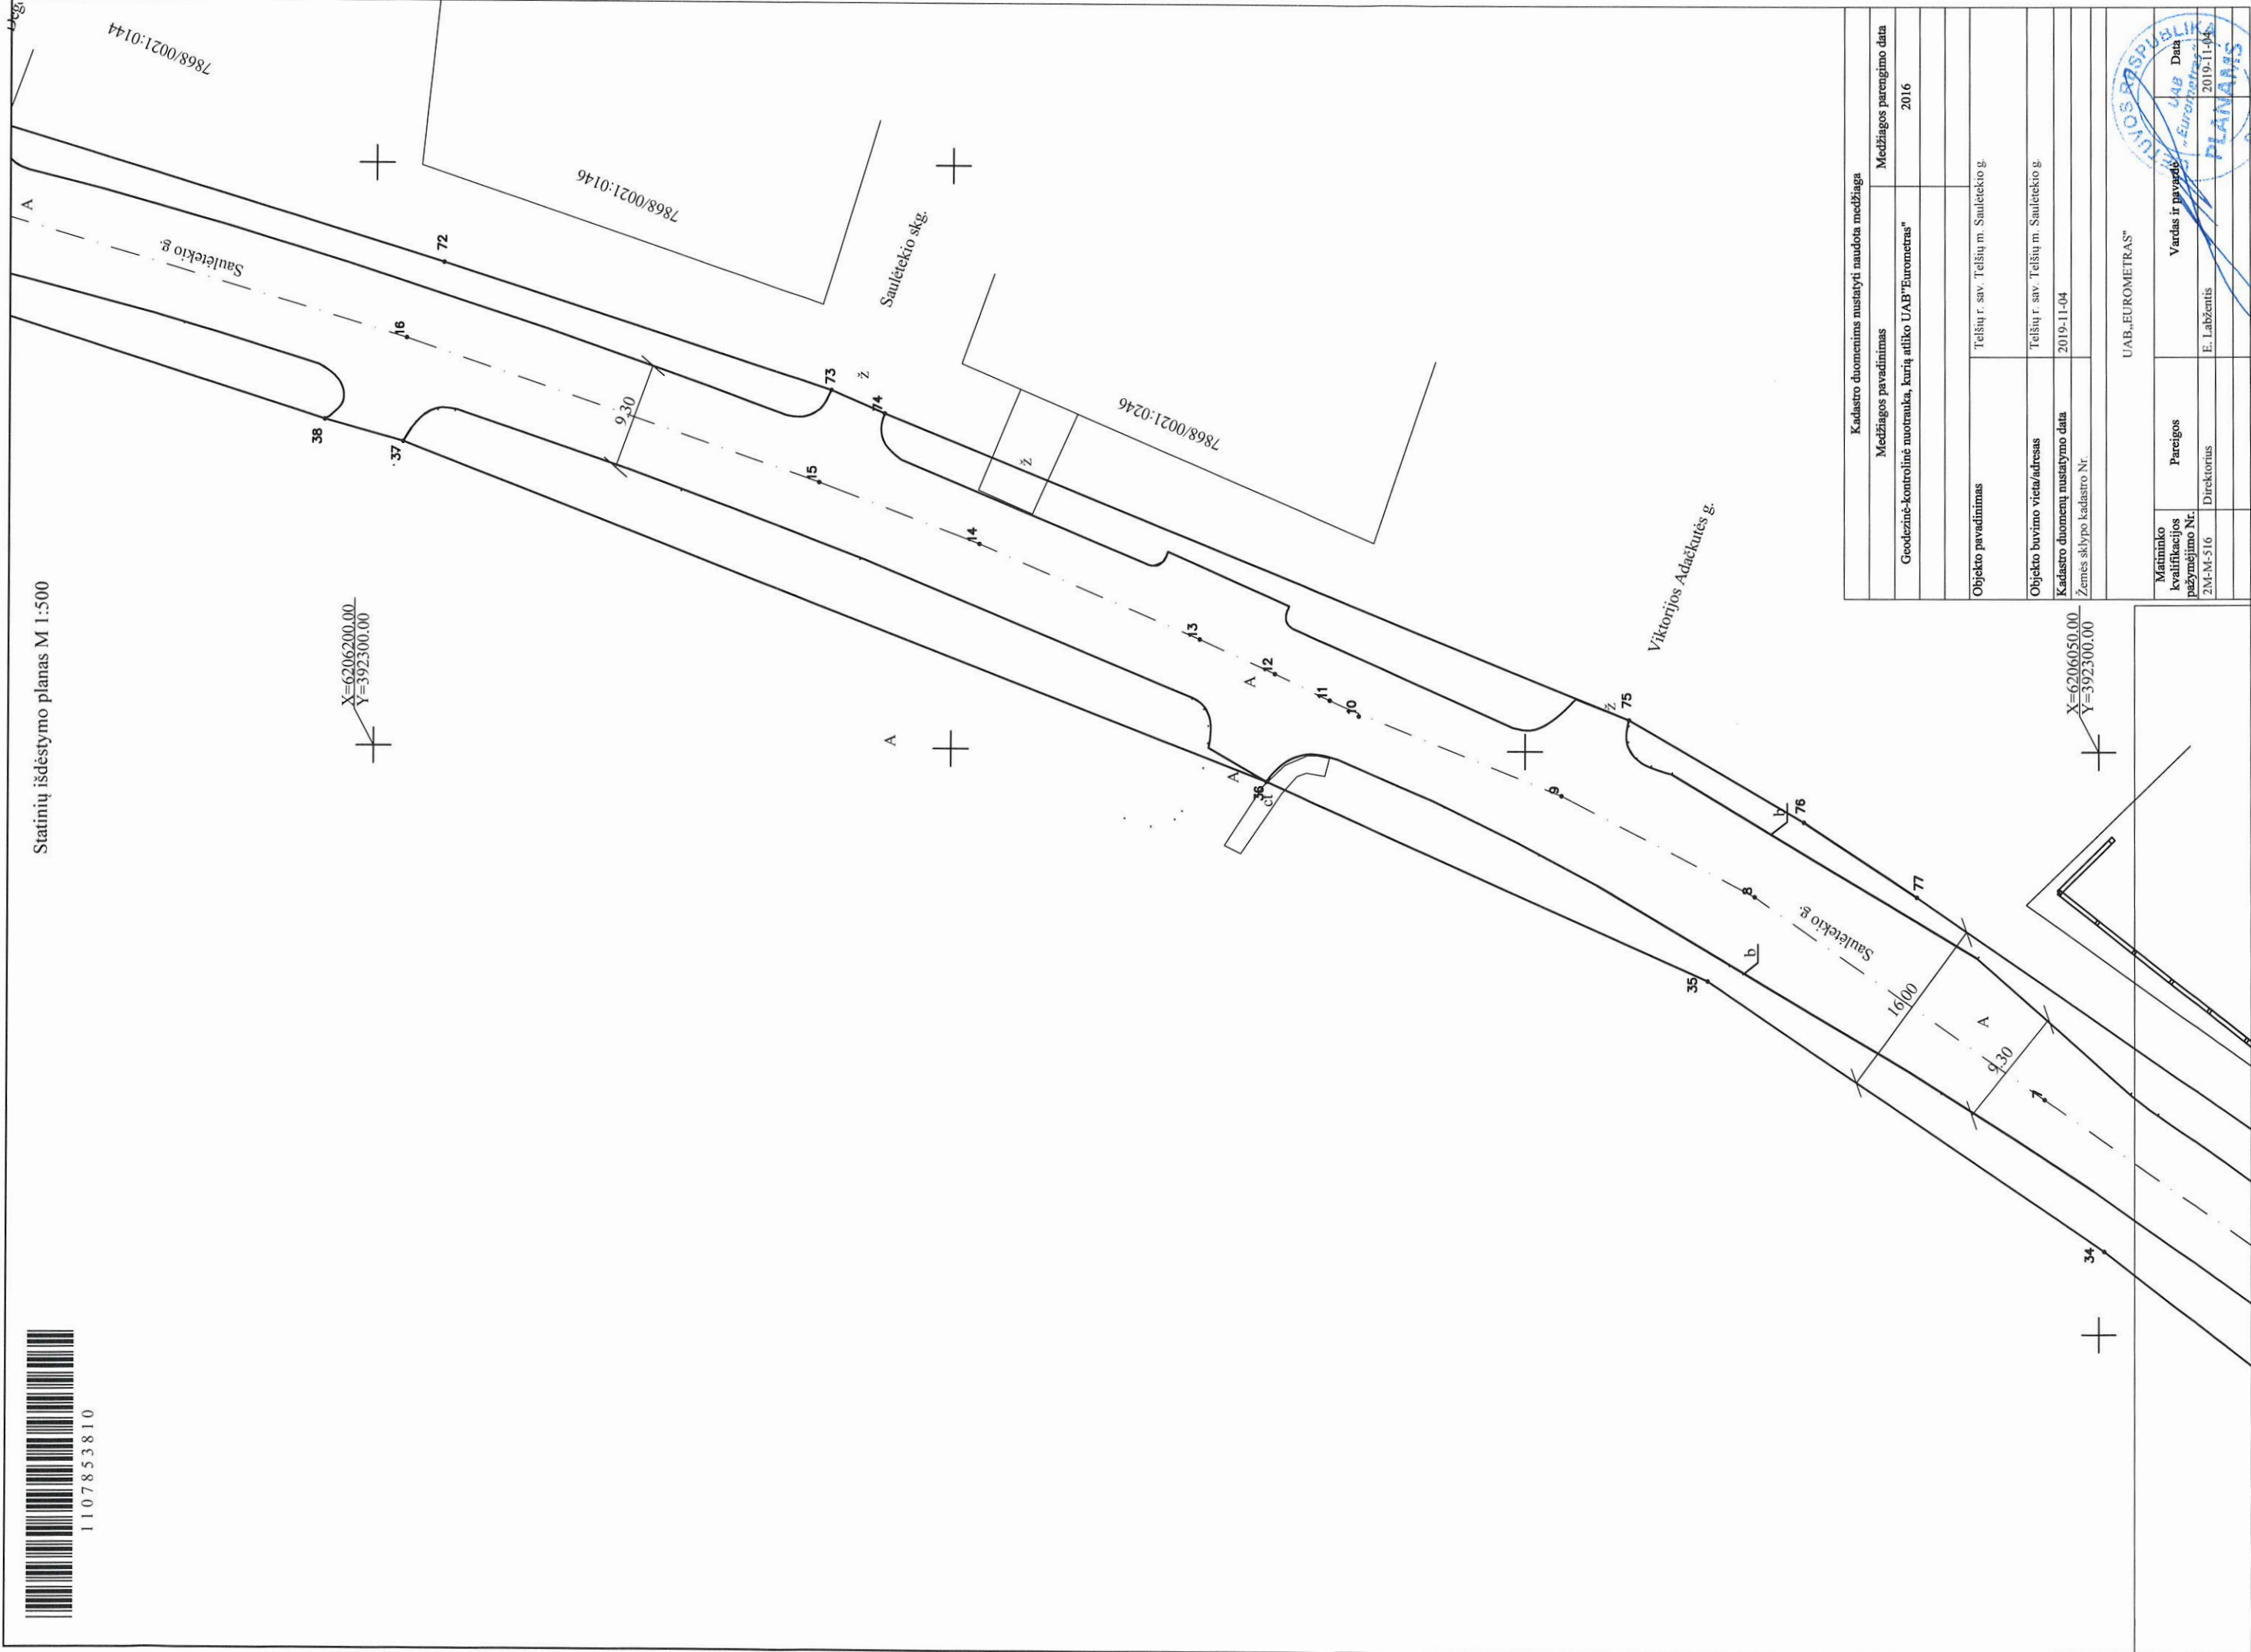 1107853810
Statinių išdėstymo planas M 1:500
X=6206200.00
Y=392300.00
X=6206050.00
Y=392300.00
7868/0021:0144
7868/0021:0146
7868/0021:0246
Saulėtekio g.
Saulėtekio skg.
Viktorijos Adačkutės g.
Saulėtekio g.
A
72
16
38
37
9,30
73
ž
74
15
ž
14
13
12
A
11
10
A
A
36
cl
ž
75
9
b
76
8
77
b
35
16,00
A
9,30
7
34
Kadastro duomenims nustatyti naudota medžiaga
Medžiagos pavadinimas Medžiagos parengimo data
Geodezinė-kontrolinė nuotrauka, kurią atliko UAB"Eurometras" 2016
Objekto pavadinimas Telšių r. sav. Telšių m. Saulėtekio g.
Objekto buvimo vieta/adresas Telšių r. sav. Telšių m. Saulėtekio g.
Kadastro duomenų nustatymo data 2019-11-04
Žemės sklypo kadastro Nr.
UAB„EUROMETRAS"
Matininko kvalifikacijos pažymėjimo Nr. Pareigos Vardas ir pavardė Data
2M-M-516 Direktorius E. Labžentis 2019-11-04
UAB
„Eurometras"
PLANAMS